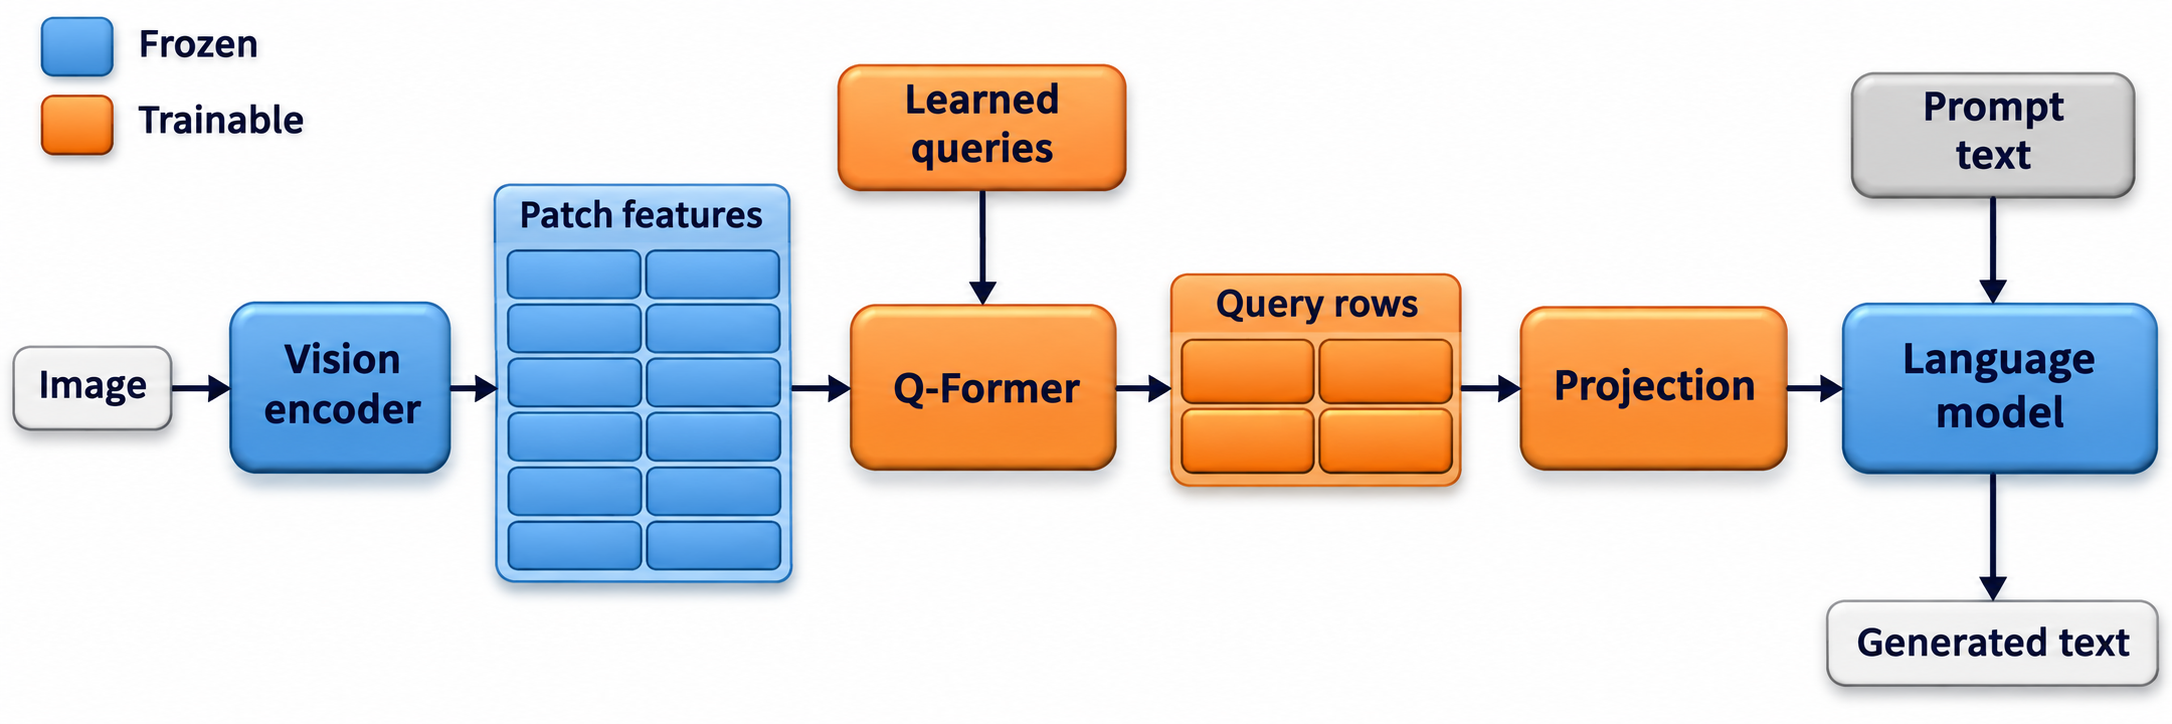 Frozen
Trainable
Image
Vision
encoder
Patch features
Learned
queries
Q-Former
Query rows
Projection
Prompt
text
Language
model
Generated text